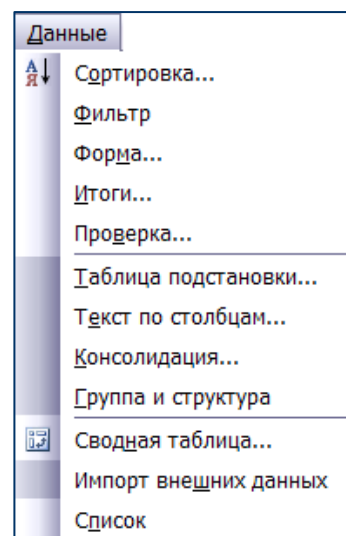 Данные
Сортировка...
Фильтр
Форма...
Итоги...
Проверка...
Таблица подстановки...
Текст по столбцам...
Консолидация...
Группа и структура
Сводная таблица...
Импорт внешних данных
Список